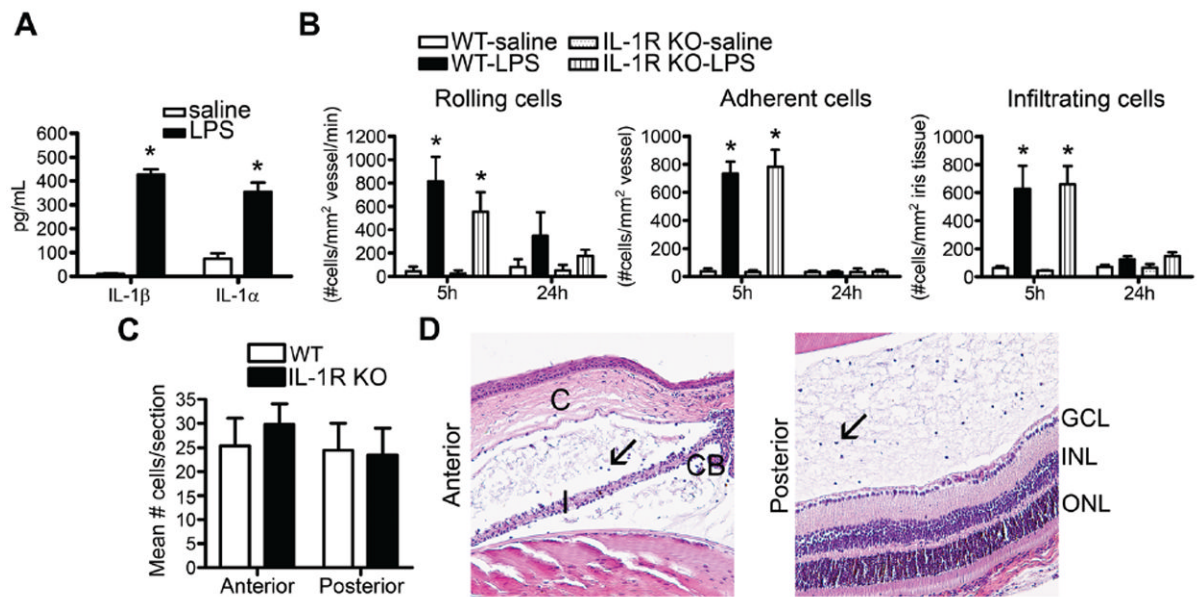 A
saline
LPS
600
500
400
300
200
100
0
pg/mL
*
*
IL-1β
IL-1α
B
WT-saline
IL-1R KO-saline
WT-LPS
IL-1R KO-LPS
Rolling cells
(#cells/mm² vessel/min)
1200
1000
800
600
400
200
0
*
*
5h
24h
Adherent cells
(#cells/mm² vessel)
1000
800
600
400
200
0
*
*
5h
24h
Infiltrating cells
(#cells/mm² iris tissue)
1000
800
600
400
200
0
*
*
5h
24h
C
WT
IL-1R KO
Mean # cells/section
35
30
25
20
15
10
5
0
Anterior
Posterior
D
Anterior
C
CB
I
Posterior
GCL
INL
ONL